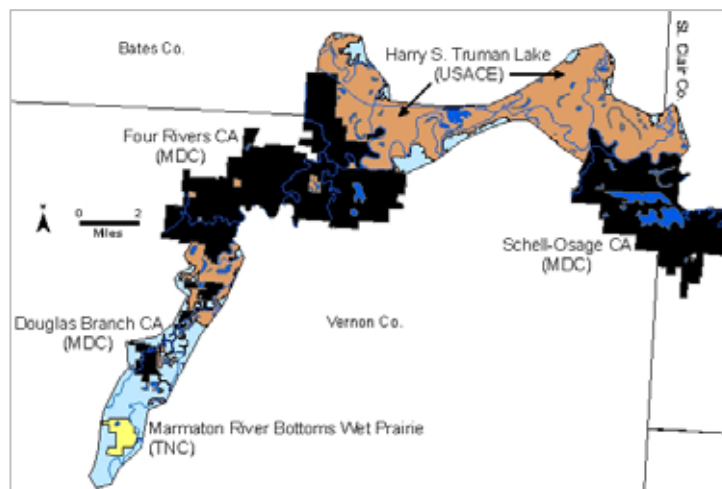 Bates Co.
Harry S. Truman Lake
(USACE)
St. Clair Co.
Four Rivers CA
(MDC)
0 2
Miles
Schell-Osage CA
(MDC)
Douglas Branch CA
(MDC)
Vernon Co.
Marmaton River Bottoms Wet Prairie
(TNC)